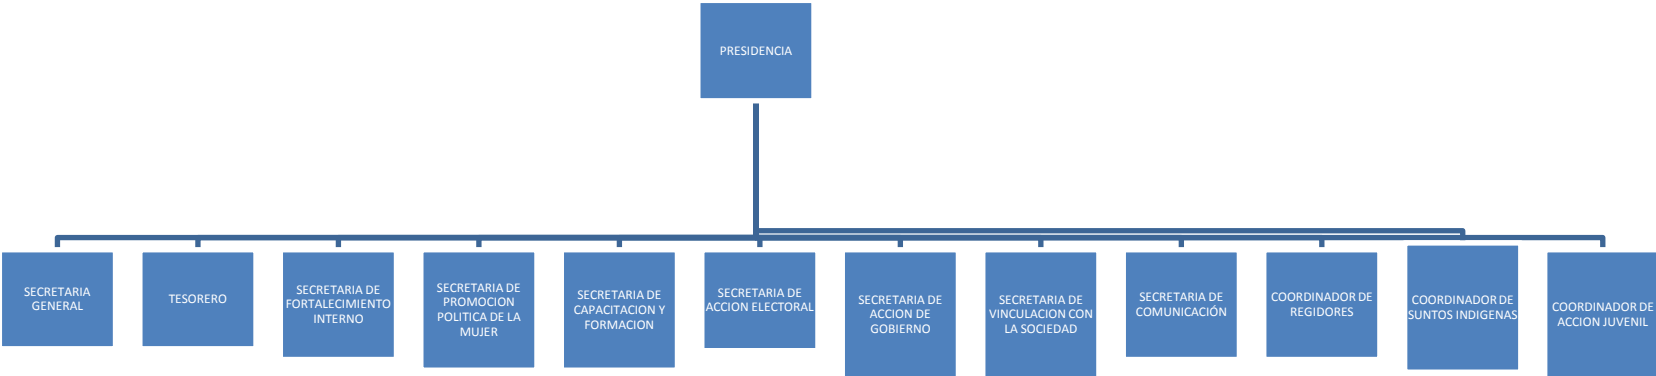 PRESIDENCIA
SECRETARIA
GENERAL
TESORERO
SECRETARIA DE
FORTALECIMIENTO
INTERNO
SECRETARIA DE
PROMOCION
POLITICA DE LA
MUJER
SECRETARIA DE
CAPACITACION Y
FORMACION
SECRETARIA DE
ACCION ELECTORAL
SECRETARIA DE
ACCION DE
GOBIERNO
SECRETARIA DE
VINCULACION CON
LA SOCIEDAD
SECRETARIA DE
COMUNICACIÓN
COORDINADOR DE
REGIDORES
COORDINADOR DE
SUNTOS INDIGENAS
COORDINADOR DE
ACCION JUVENIL